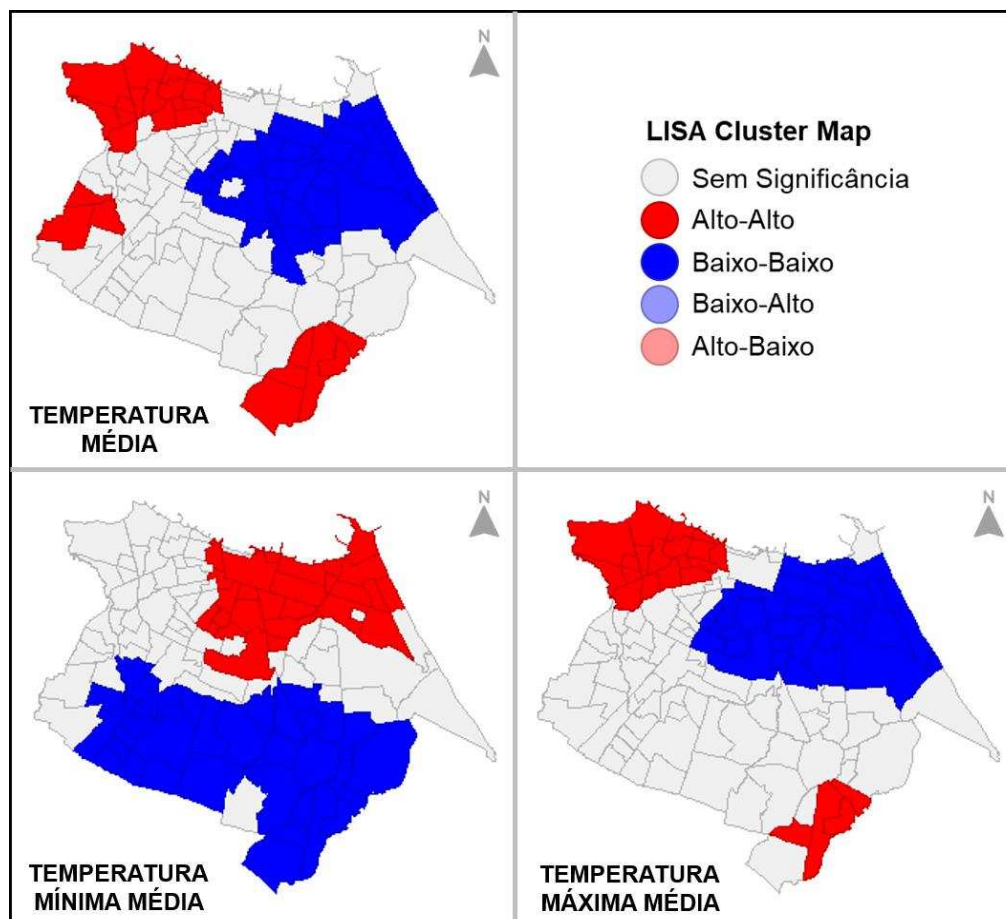 N
LISA Cluster Map
Sem Significância
Alto-Alto
Baixo-Baixo
Baixo-Alto
Alto-Baixo
TEMPERATURA
MÉDIA
N
TEMPERATURA
MÍNIMA MÉDIA
N
TEMPERATURA
MÁXIMA MÉDIA